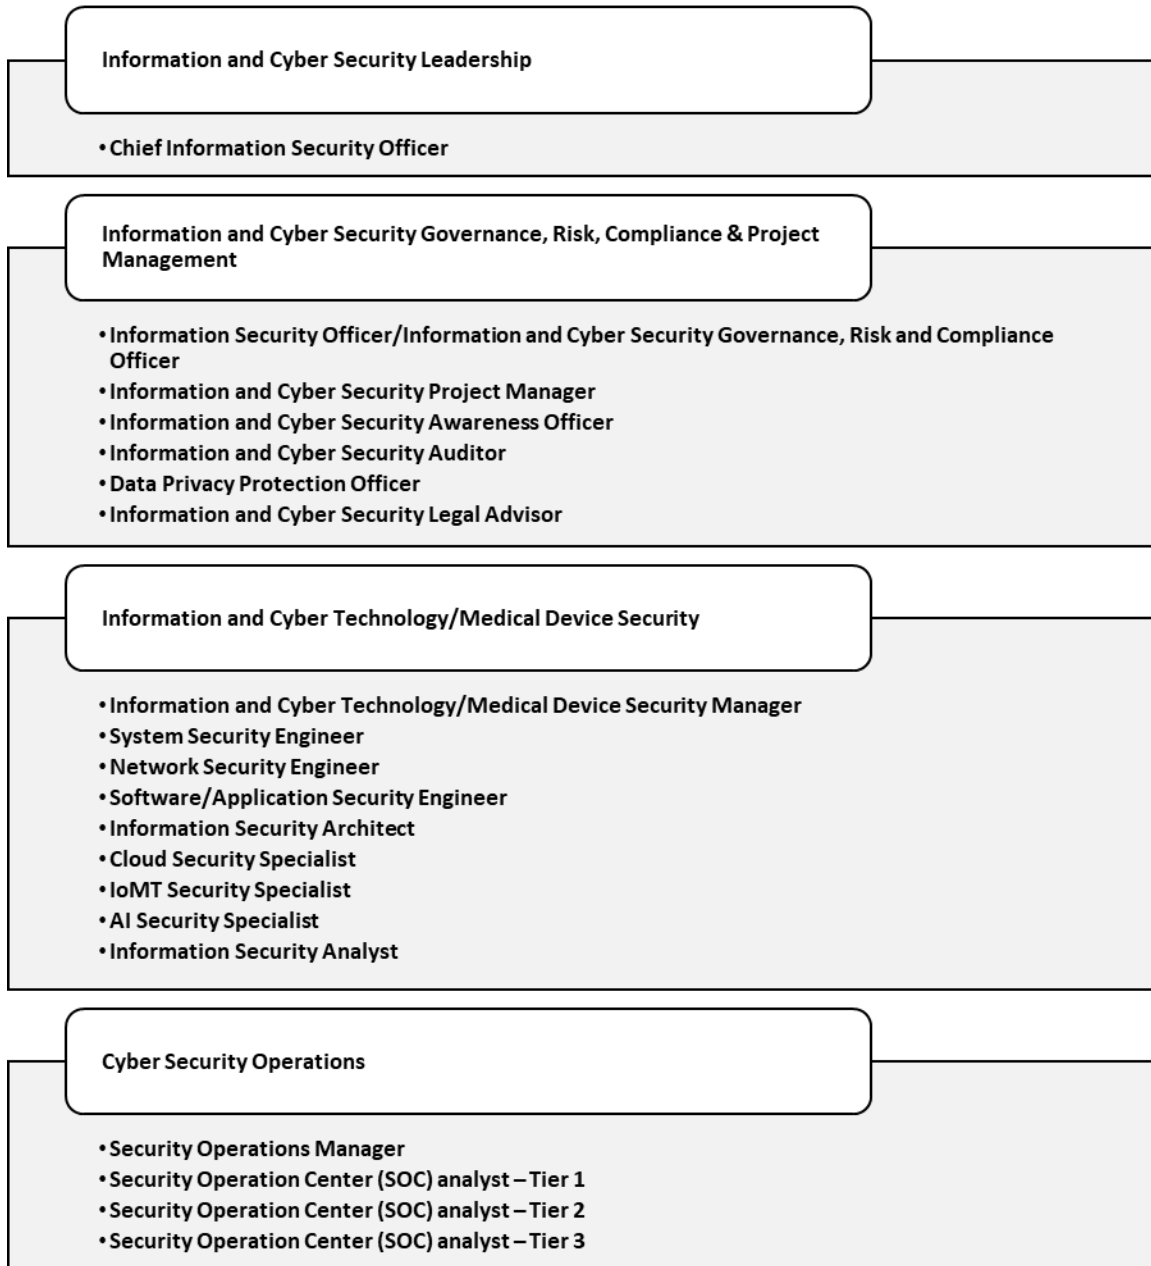 Information and Cyber Security Leadership
•Chief Information Security Officer
Information and Cyber Security Governance, Risk, Compliance & Project
Management
•Information Security Officer/Information and Cyber Security Governance, Risk and Compliance
Officer
•Information and Cyber Security Project Manager
•Information and Cyber Security Awareness Officer
•Information and Cyber Security Auditor
•Data Privacy Protection Officer
•Information and Cyber Security Legal Advisor
Information and Cyber Technology/Medical Device Security
•Information and Cyber Technology/Medical Device Security Manager
•System Security Engineer
•Network Security Engineer
•Software/Application Security Engineer
•Information Security Architect
•Cloud Security Specialist
•IoMT Security Specialist
•AI Security Specialist
•Information Security Analyst
Cyber Security Operations
•Security Operations Manager
•Security Operation Center (SOC) analyst – Tier 1
•Security Operation Center (SOC) analyst – Tier 2
•Security Operation Center (SOC) analyst – Tier 3